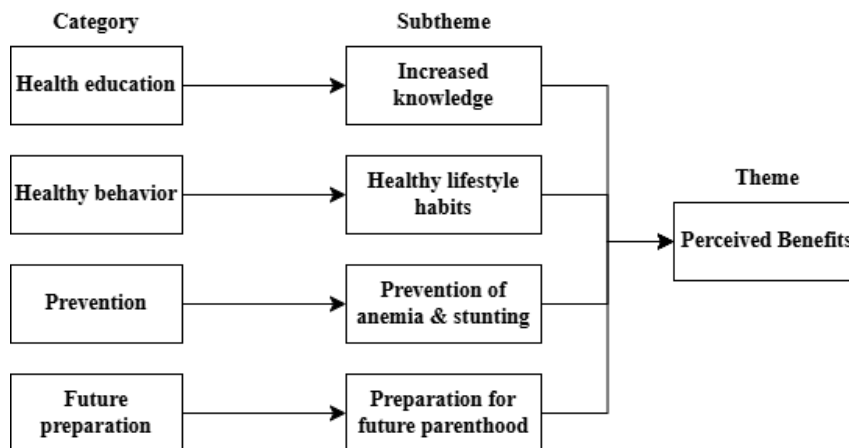 Category
Subtheme
Health education
Increased
knowledge
Healthy behavior
Healthy lifestyle
habits
Theme
Perceived Benefits
Prevention
Prevention of
anemia & stunting
Future
preparation
Preparation for
future parenthood